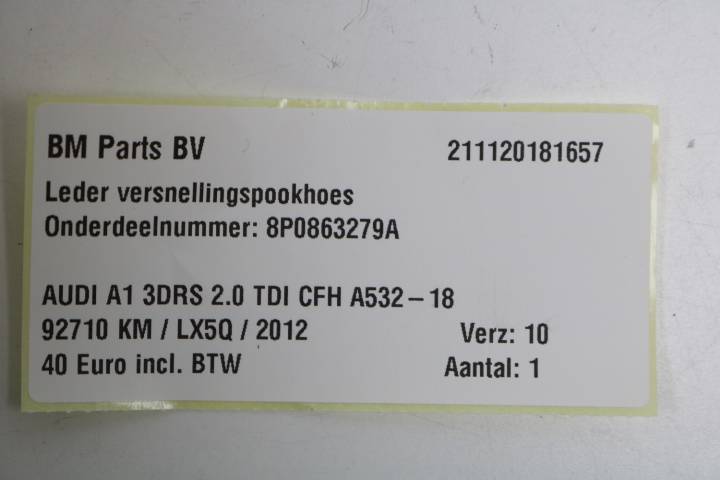 BM Parts BV 211120181657
Leder versnellingspookhoes
Onderdeelnummer: 8P0863279A
AUDI A1 3DRS 2.0 TDI CFH A532-18
92710 KM / LX5Q / 2012 Verz: 10
40 Euro incl. BTW Aantal: 1